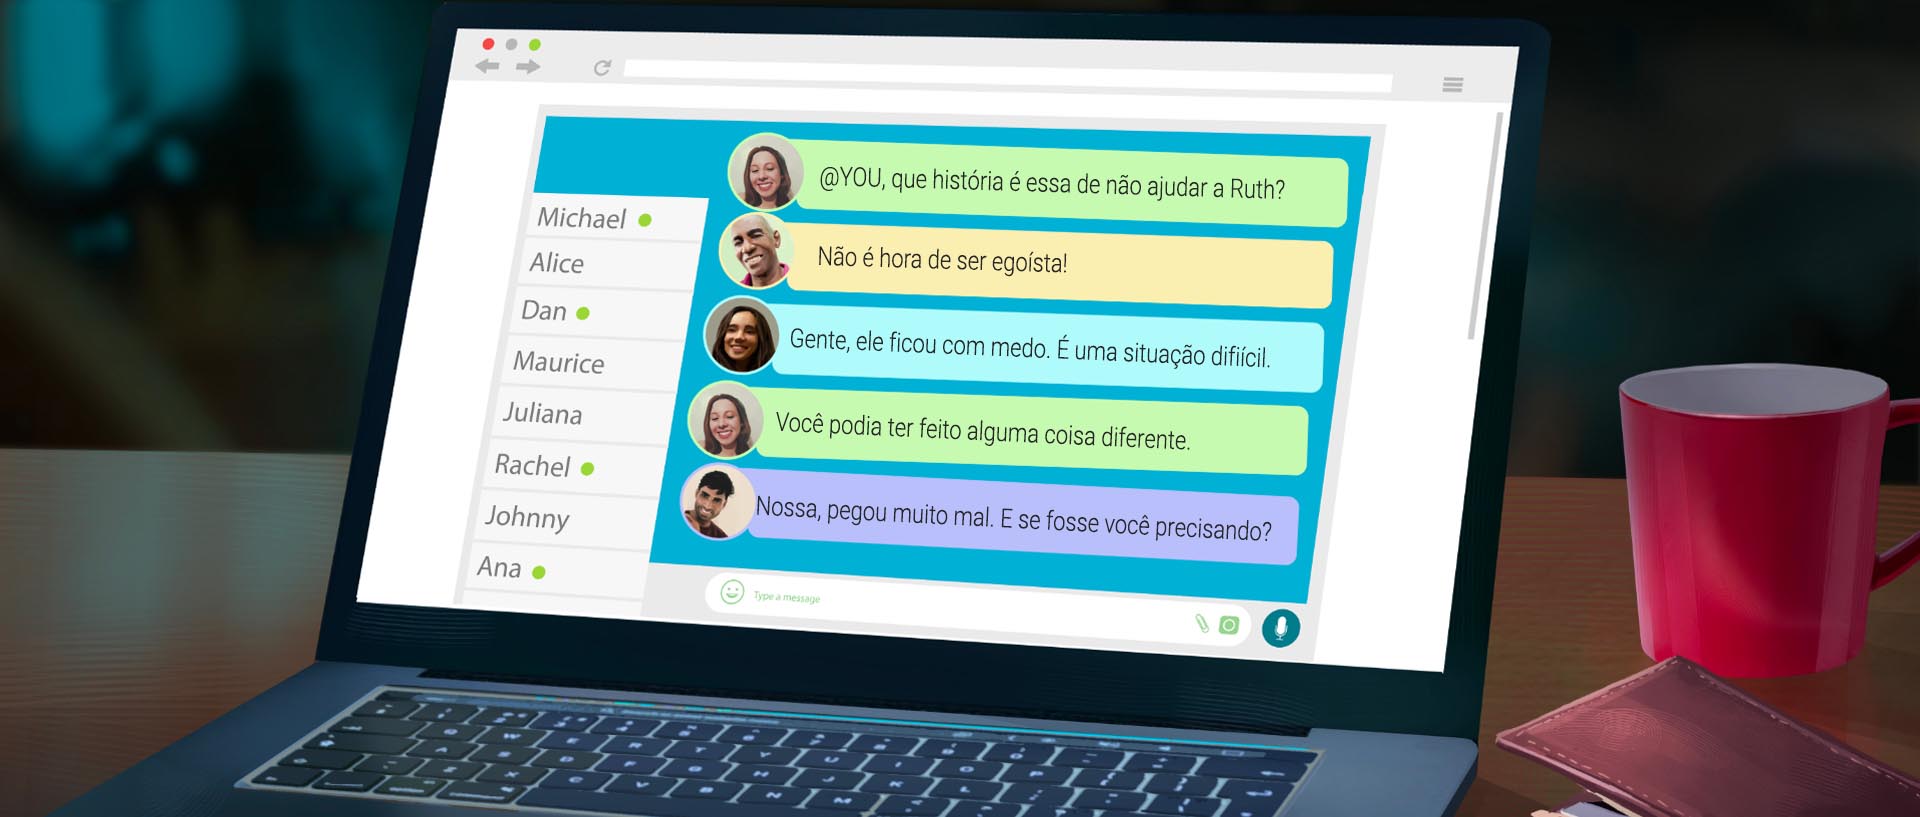 @YOU, que história é essa de não ajudar a Ruth?
Não é hora de ser egoísta!
Gente, ele ficou com medo. É uma situação difiícil.
Você podia ter feito alguma coisa diferente.
Nossa, pegou muito mal. E se fosse você precisando?
Michael
Alice
Dan
Maurice
Juliana
Rachel
Johnny
Ana
Type a message